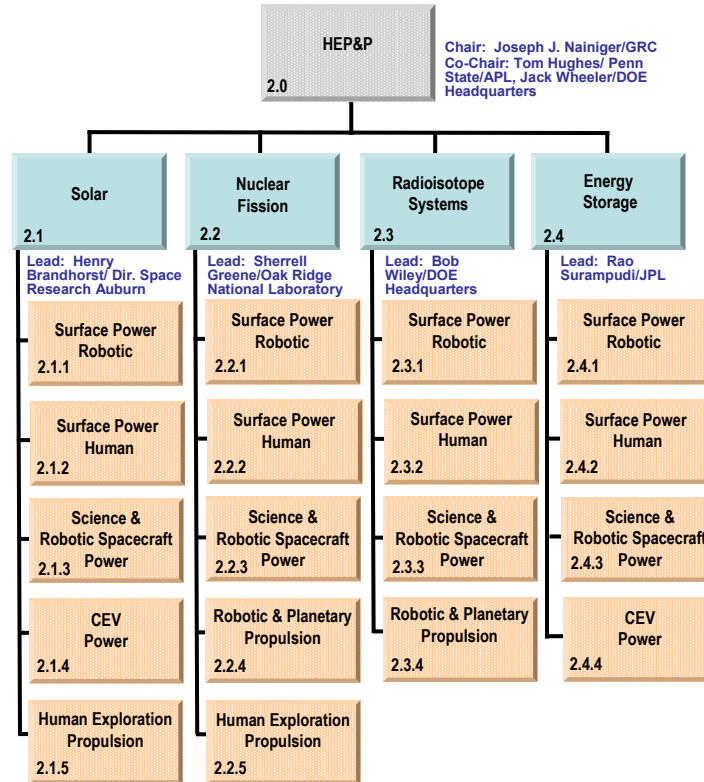 HEP&P
2.0
Chair: Joseph J. Nainiger/GRC
Co-Chair: Tom Hughes/ Penn
State/APL, Jack Wheeler/DOE
Headquarters
Solar
2.1
Lead: Henry
Brandhorst/ Dir. Space
Research Auburn
Surface Power
Robotic
2.1.1
Surface Power
Human
2.1.2
Science &
Robotic Spacecraft
Power
2.1.3
CEV
Power
2.1.4
Human Exploration
Propulsion
2.1.5
Nuclear
Fission
2.2
Lead: Sherrell
Greene/Oak Ridge
National Laboratory
Surface Power
Robotic
2.2.1
Surface Power
Human
2.2.2
Science &
Robotic Spacecraft
Power
2.2.3
Robotic & Planetary
Propulsion
2.2.4
Human Exploration
Propulsion
2.2.5
Radioisotope
Systems
2.3
Lead: Bob
Wiley/DOE
Headquarters
Surface Power
Robotic
2.3.1
Surface Power
Human
2.3.2
Science &
Robotic Spacecraft
Power
2.3.3
Robotic & Planetary
Propulsion
2.3.4
Energy
Storage
2.4
Lead: Rao
Surampudi/JPL
Surface Power
Robotic
2.4.1
Surface Power
Human
2.4.2
Science &
Robotic Spacecraft
Power
2.4.3
CEV
Power
2.4.4